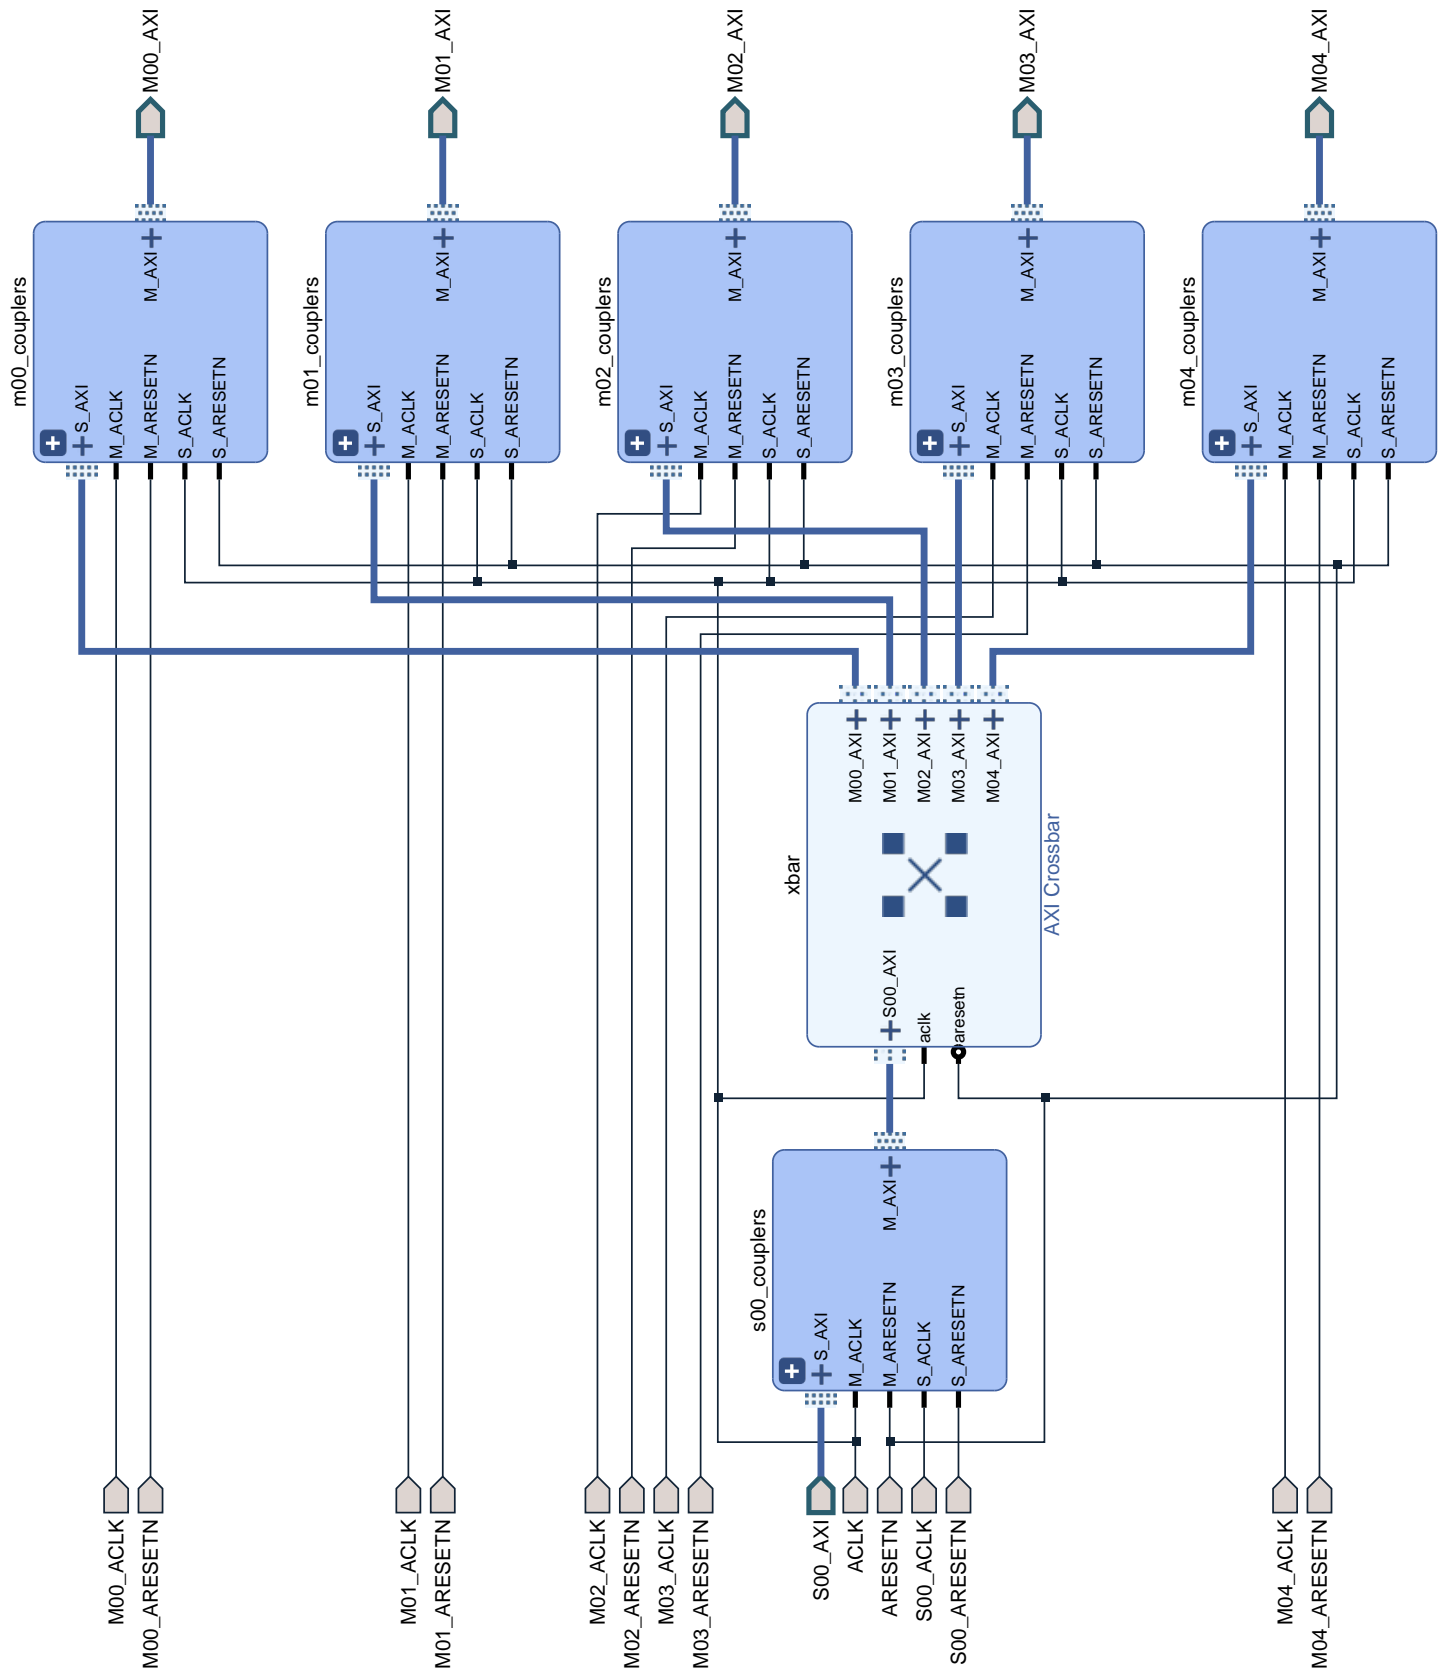 M00_AXI
M01_AXI
M02_AXI
M03_AXI
M04_AXI
m00_couplers
S_AXI
M_ACLK
M_ARESETN
S_ACLK
S_ARESETN
M_AXI
m01_couplers
S_AXI
M_ACLK
M_ARESETN
S_ACLK
S_ARESETN
M_AXI
m02_couplers
S_AXI
M_ACLK
M_ARESETN
S_ACLK
S_ARESETN
M_AXI
m03_couplers
S_AXI
M_ACLK
M_ARESETN
S_ACLK
S_ARESETN
M_AXI
m04_couplers
S_AXI
M_ACLK
M_ARESETN
S_ACLK
S_ARESETN
M_AXI
xbar
M00_AXI
M01_AXI
M02_AXI
M03_AXI
M04_AXI
S00_AXI
aclk
aresetn
AXI Crossbar
s00_couplers
S_AXI
M_ACLK
M_ARESETN
S_ACLK
S_ARESETN
M_AXI
M00_ACLK
M00_ARESETN
M01_ACLK
M01_ARESETN
M02_ACLK
M02_ARESETN
M03_ACLK
M03_ARESETN
S00_AXI
ACLK
ARESETN
S00_ACLK
S00_ARESETN
M04_ACLK
M04_ARESETN